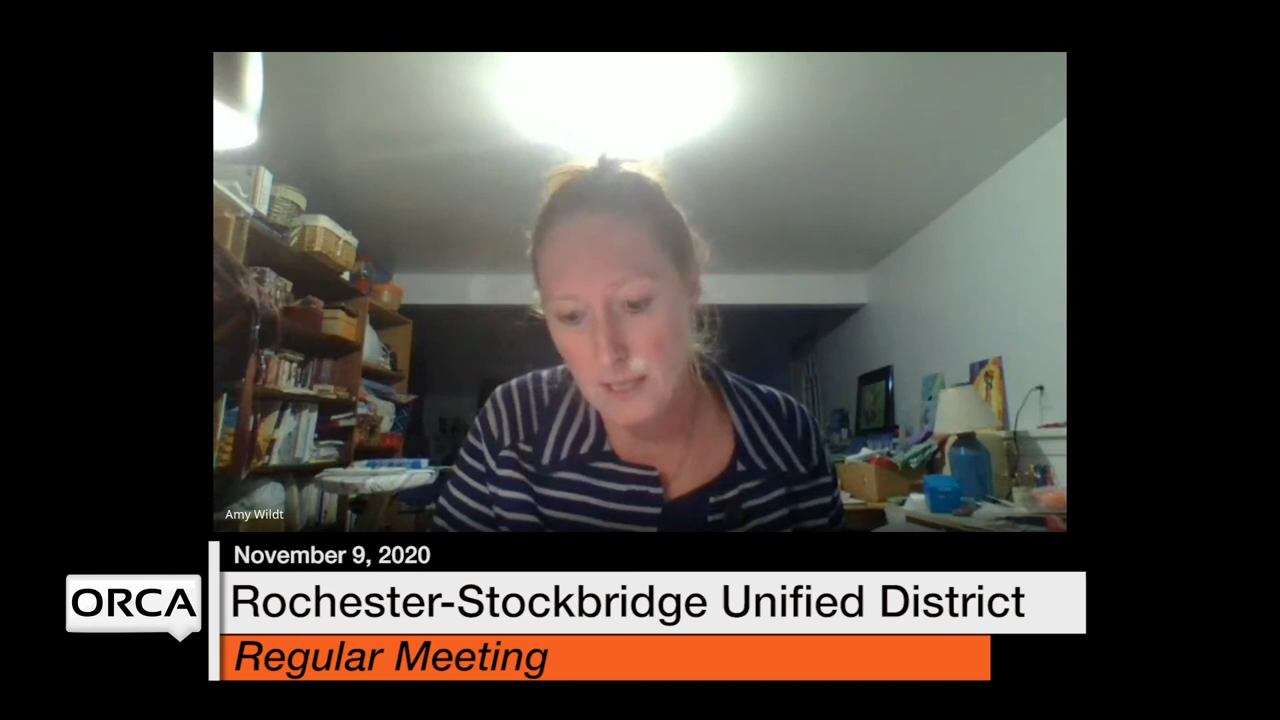 Amy Wildt
November 9, 2020
ORCA
Rochester-Stockbridge Unified District
Regular Meeting